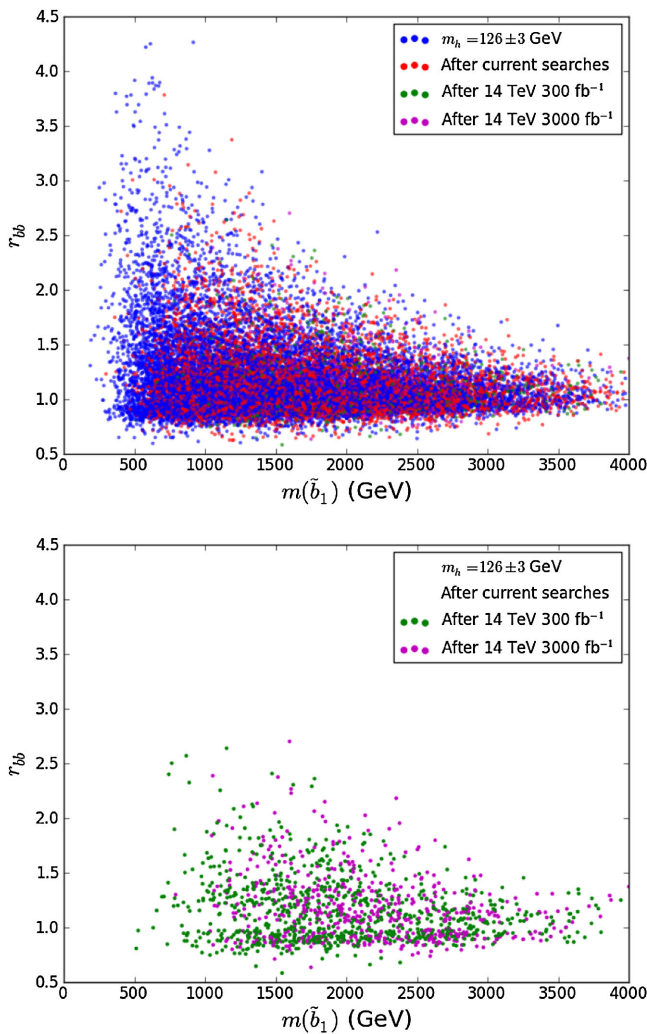 4.5
4.0
3.5
3.0
2.5
2.0
1.5
1.0
0.5
r_{bb}
m_h = 126 ± 3 GeV
After current searches
After 14 TeV 300 fb⁻¹
After 14 TeV 3000 fb⁻¹
0 500 1000 1500 2000 2500 3000 3500 4000
m(b̃₁) (GeV)
4.5
4.0
3.5
3.0
2.5
2.0
1.5
1.0
0.5
r_{bb}
m_h = 126 ± 3 GeV
After current searches
After 14 TeV 300 fb⁻¹
After 14 TeV 3000 fb⁻¹
0 500 1000 1500 2000 2500 3000 3500 4000
m(b̃₁) (GeV)